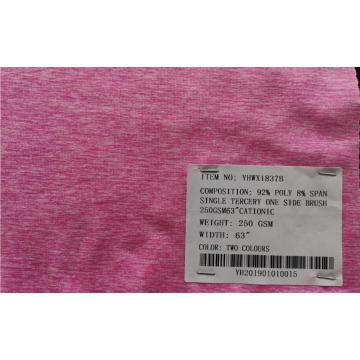 ITEM NO: YHWX1837B
COMPOSITION: 92% POLY 8% SPAN
SINGLE TERCERY ONE SIDE BRUSH
250GSM63"CATIONIC
WEIGHT: 250 GSM
WIDTH: 63"
COLOR: TWO COLOURS
YH201901010015